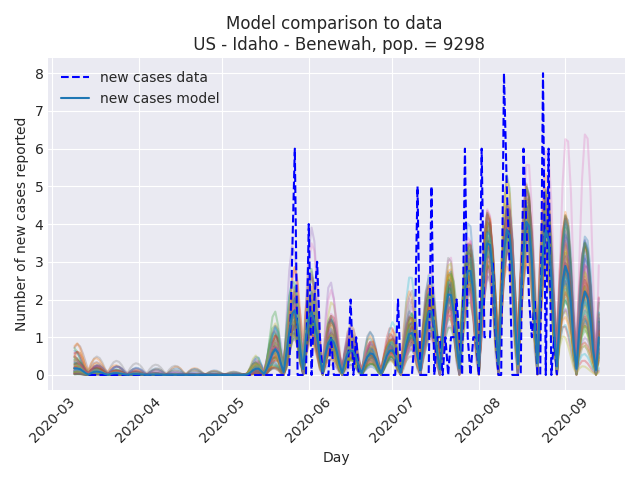 Model comparison to data
US - Idaho - Benewah, pop. = 9298
new cases data
new cases model
Number of new cases reported
8
7
6
5
4
3
2
1
0
2020-03
2020-04
2020-05
2020-06
2020-07
2020-08
2020-09
Day